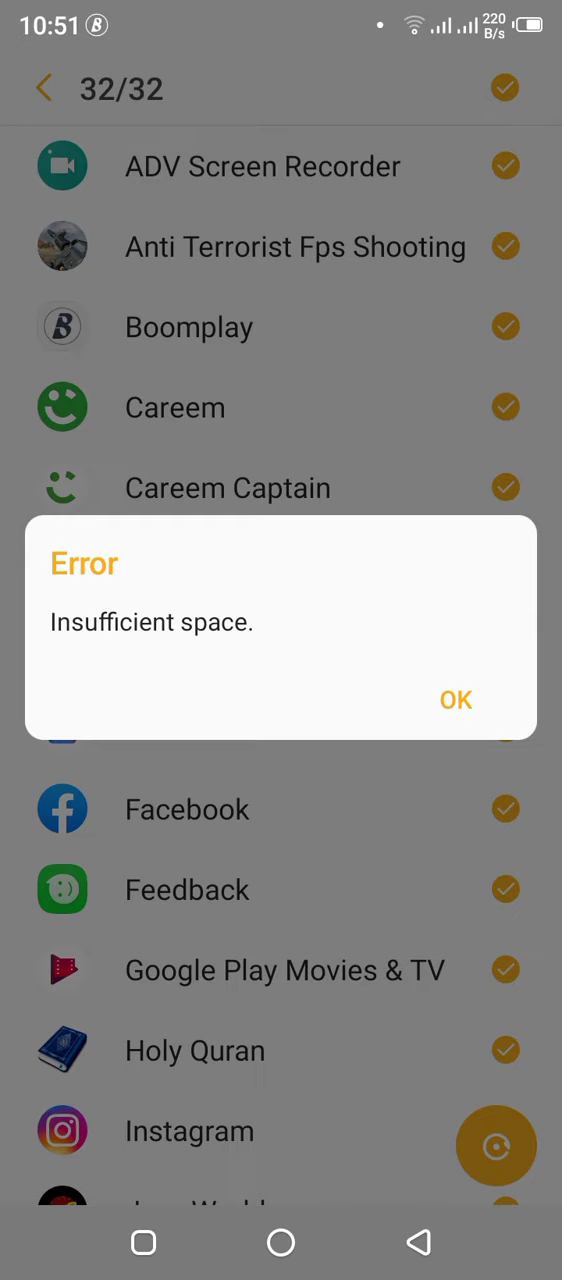 10:51 B 220 B/s
32/32
ADV Screen Recorder
Anti Terrorist Fps Shooting
B Boomplay
Careem
Careem Captain
Error
Insufficient space.
OK
Facebook
Feedback
Google Play Movies & TV
Holy Quran
Instagram